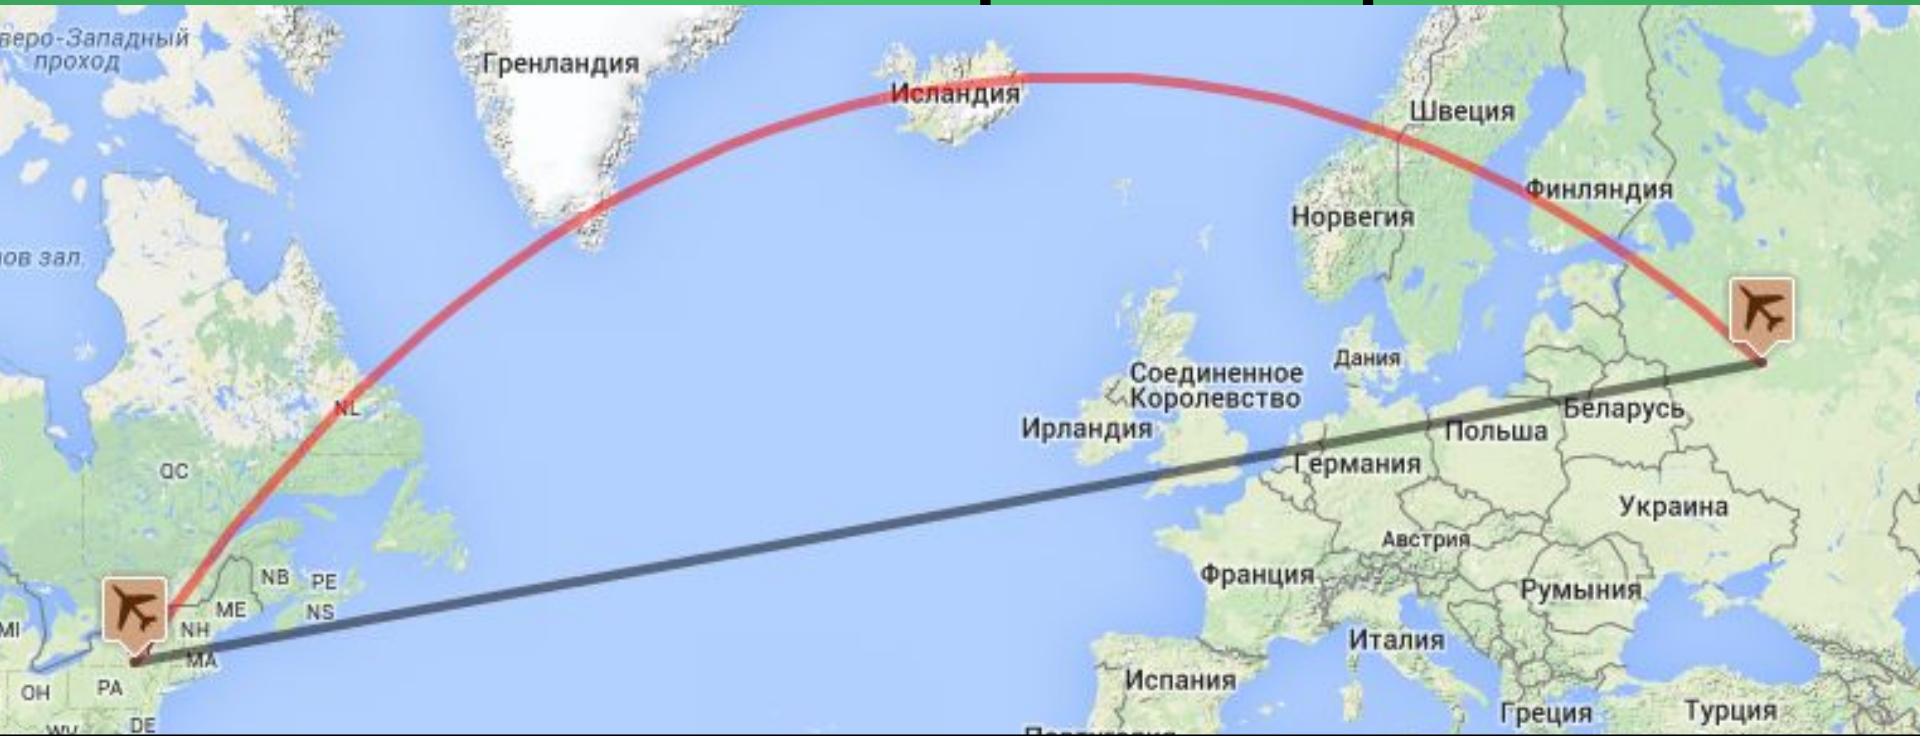 веро-Западный
проход
Гренландия
Исландия
Швеция
Финляндия
Норвегия
ов зал.
Дания
Соединенное
Королевство
NL
Беларусь
Ирландия
Польша
QC
Германия
Украина
Австрия
Франция
NB
PE
Румыния
ME
NS
MI
NH
Италия
MA
PA
OH
Испания
Греция
Турция
DE
WV